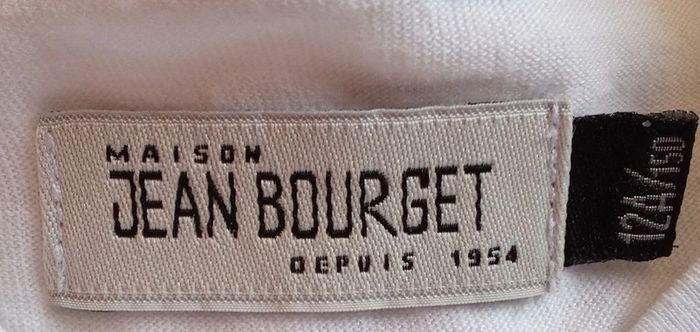 MAISON
JEAN BOURGET
DEPUIS 1954
12A/150